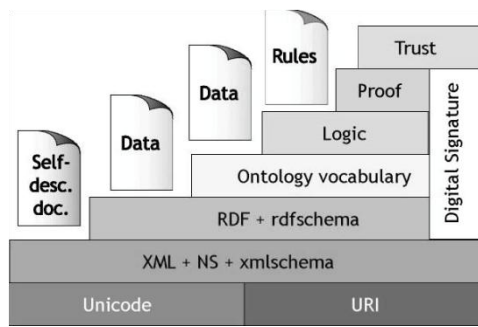 Rules
Trust
Data
Proof
Data
Logic
Digital Signature
Self-
desc.
doc.
Ontology vocabulary
RDF + rdfschema
XML + NS + xmlschema
Unicode
URI